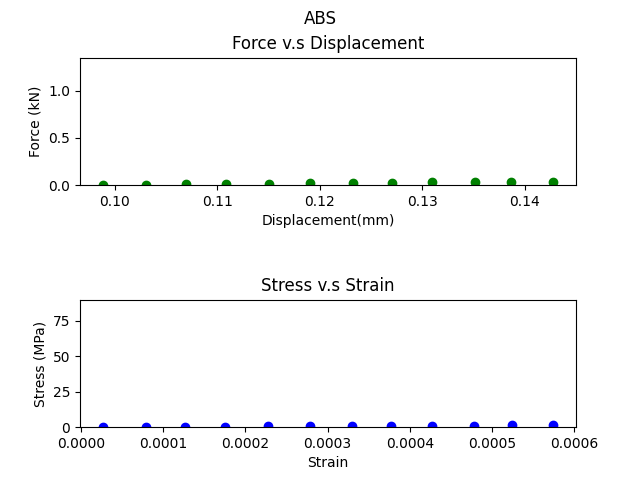 ABS
Force v.s Displacement
1.0
0.5
0.0
Force (kN)
0.10 0.11 0.12 0.13 0.14
Displacement(mm)
Stress v.s Strain
75
50
25
0
Stress (MPa)
0.0000 0.0001 0.0002 0.0003 0.0004 0.0005 0.0006
Strain